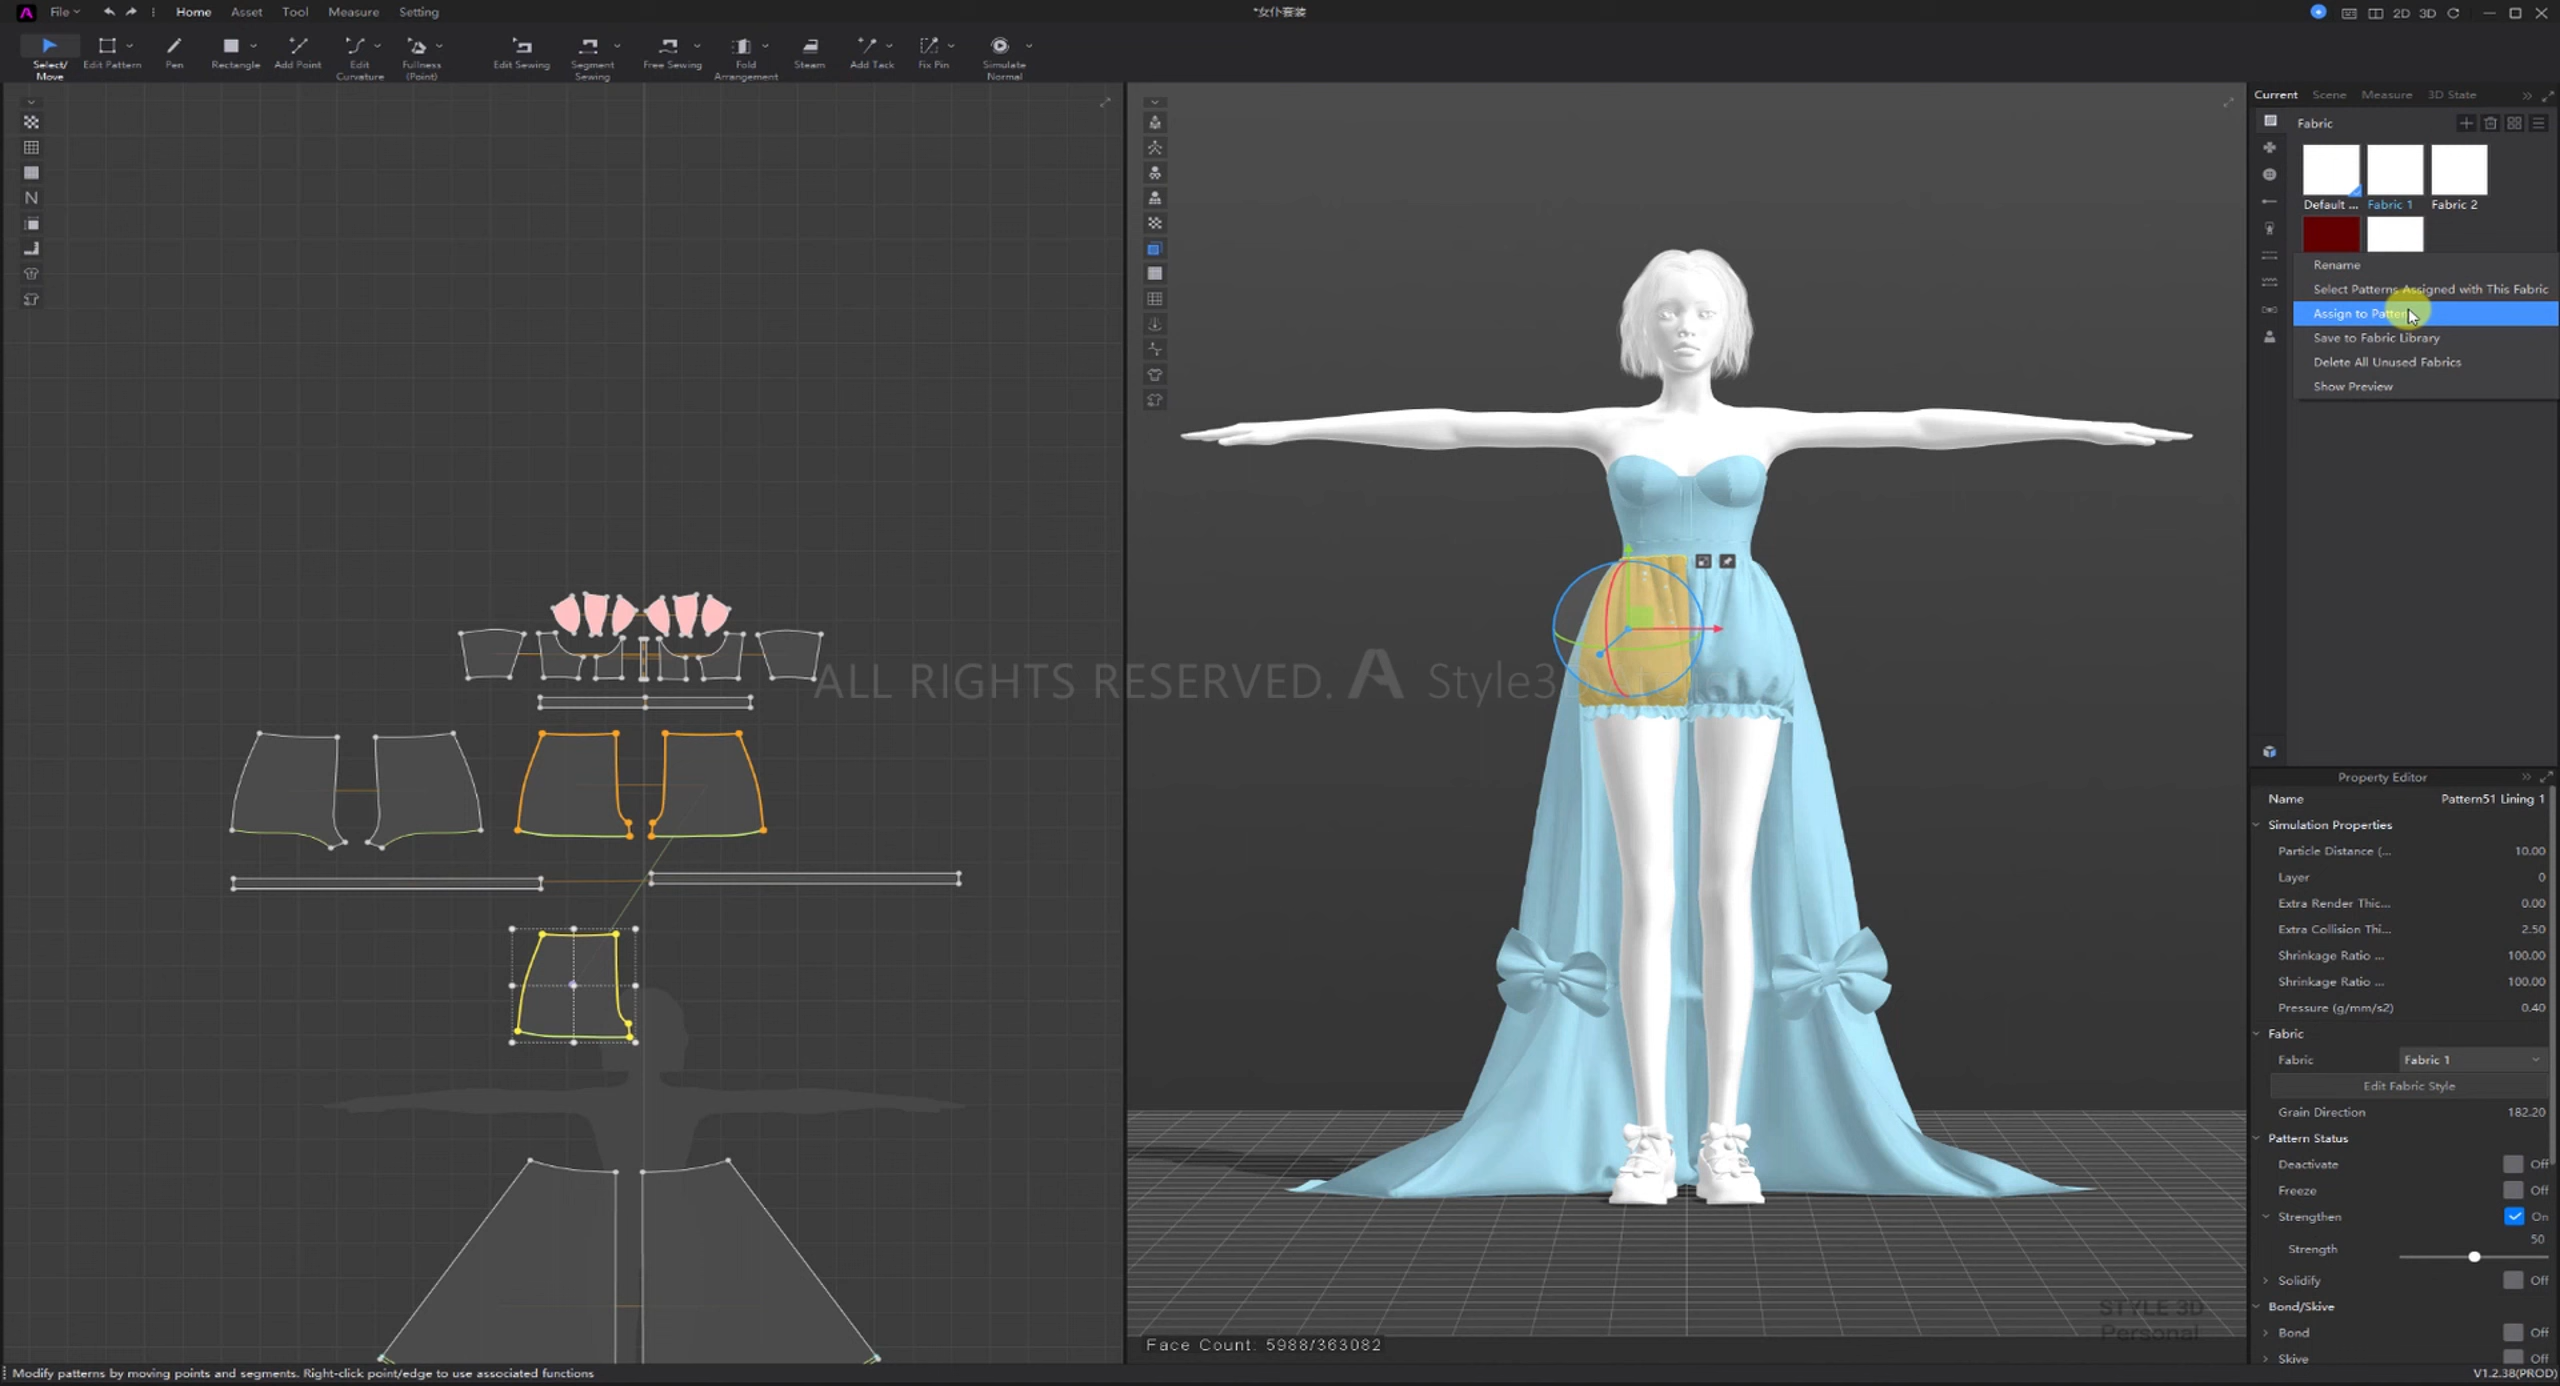 File Home Asset Tool Measure Setting
*女仆套装
2D 3D
Select/ Move
Edit Pattern
Pen
Rectangle
Add Point
Edit Curvature
Fullness (Point)
Edit Sewing
Segment Sewing
Free Sewing
Fold Arrangement
Steam
Add Tack
Fix Pin
Simulate Normal
Current Scene Measure 3D State
Fabric
Default ... Fabric 1 Fabric 2
Rename
Select Patterns Assigned with This Fabric
Assign to Pattern
Save to Fabric Library
Delete All Unused Fabrics
Show Preview
ALL RIGHTS RESERVED. Style3D
Property Editor
Name Pattern51 Lining 1
Simulation Properties
Particle Distance (... 10.00
Layer 0
Extra Render Thic... 0.00
Extra Collision Thi... 2.50
Shrinkage Ratio ... 100.00
Shrinkage Ratio ... 100.00
Pressure (g/mm/s2) 0.40
Fabric
Fabric Fabric 1
Edit Fabric Style
Grain Direction 182.20
Pattern Status
Deactivate Off
Freeze Off
Strengthen On
50
Strength
Solidify Off
Bond/Skive
Bond Off
Skive Off
STYLE 3D
Personal
Face Count: 5988/363082
Modify patterns by moving points and segments. Right-click point/edge to use associated functions
V1.2.38(PROD)